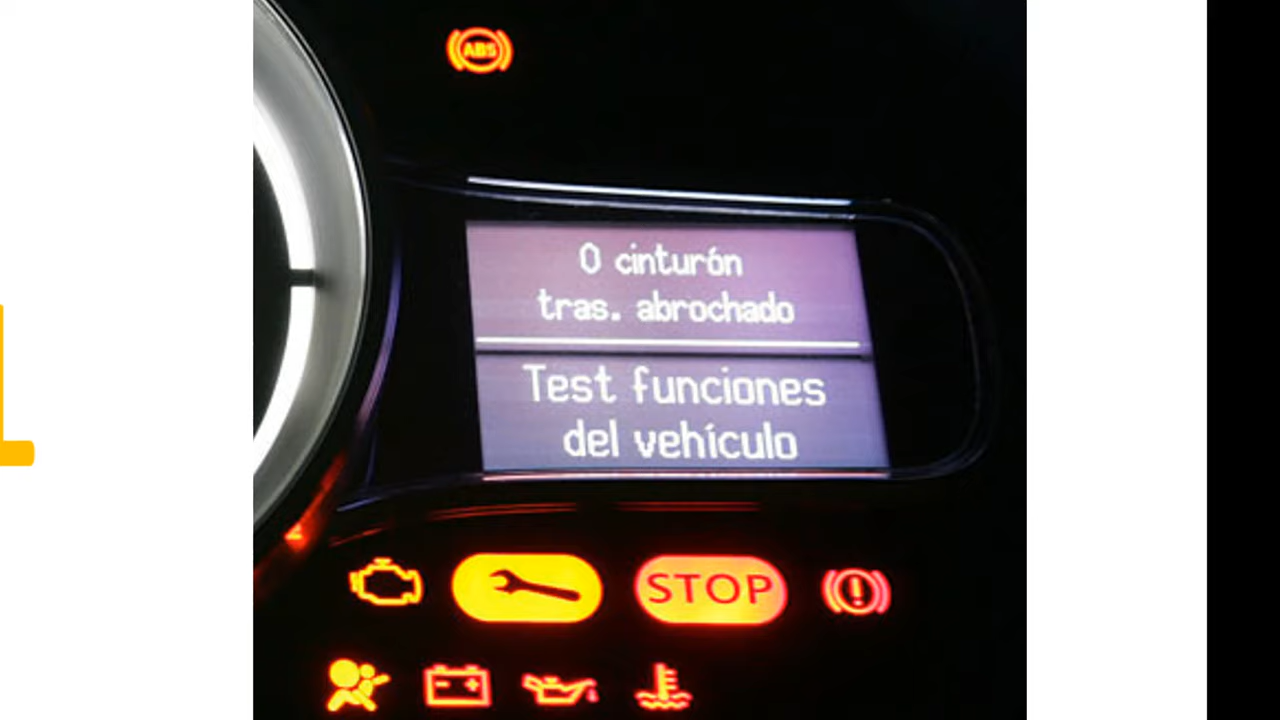 ABS
0 cinturón
tras. abrochado
Test funciones
del vehículo
STOP